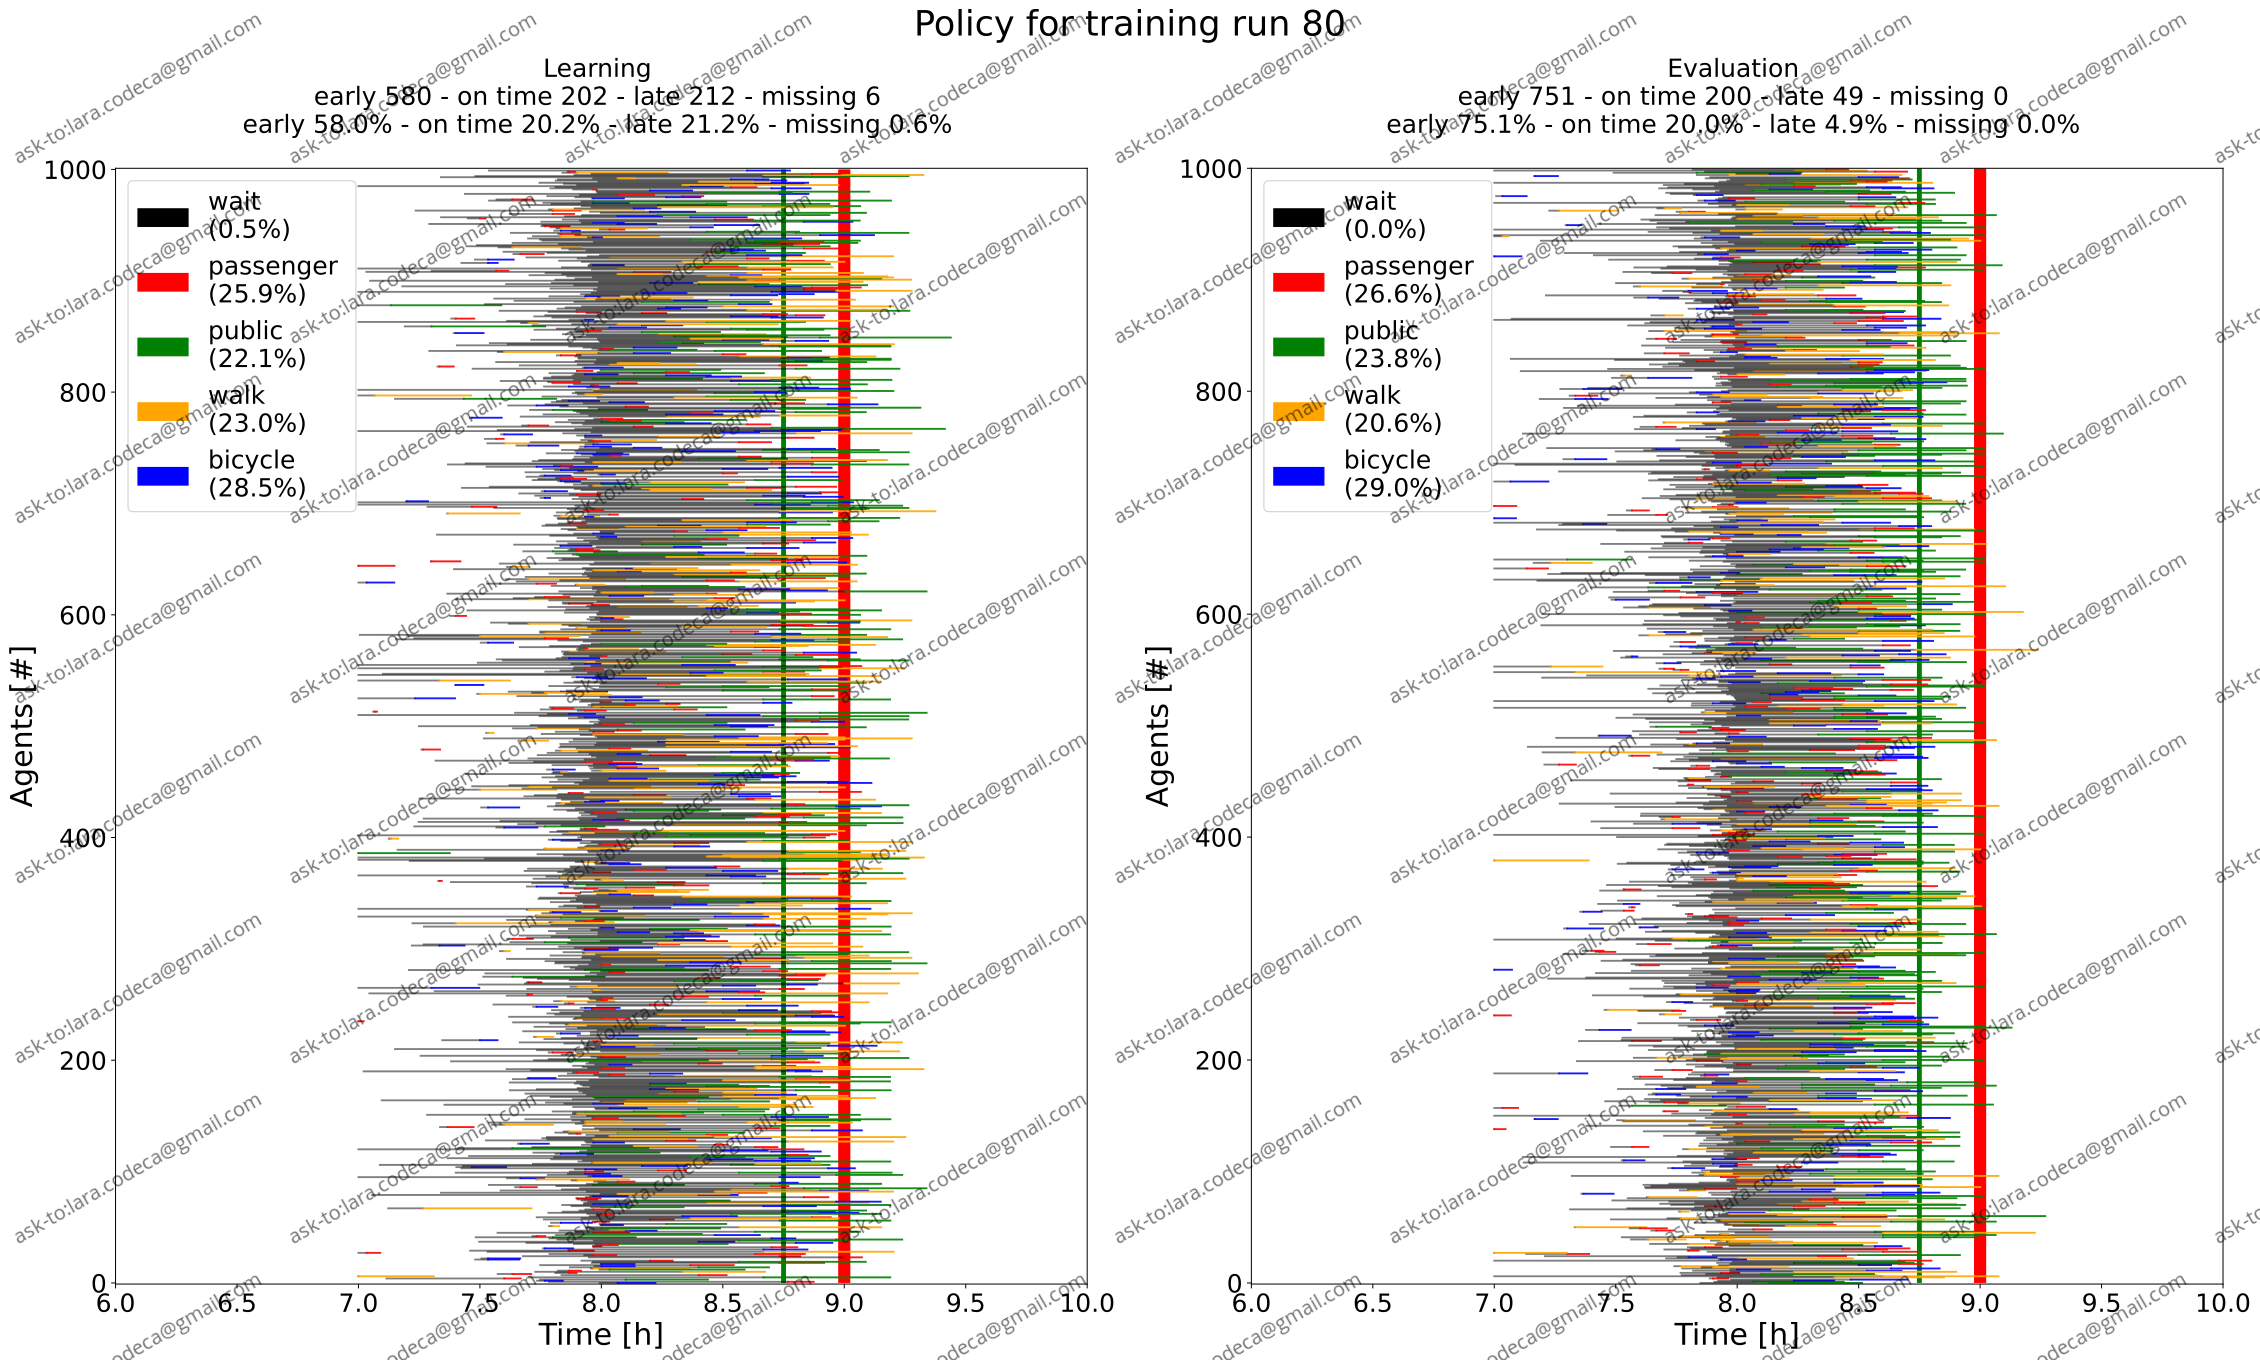 Policy for training run 80
Learning
early 580 - on time 202 - late 212 - missing 6
early 58.0% - on time 20.2% - late 21.2% - missing 0.6%
1000
800
600
400
200
0
Agents [#]
wait
(0.5%)
passenger
(25.9%)
public
(22.1%)
walk
(23.0%)
bicycle
(28.5%)
6.0 6.5 7.0 7.5 8.0 8.5 9.0 9.5 10.0
Time [h]
Evaluation
early 751 - on time 200 - late 49 - missing 0
early 75.1% - on time 20.0% - late 4.9% - missing 0.0%
1000
800
600
400
200
0
Agents [#]
wait
(0.0%)
passenger
(26.6%)
public
(23.8%)
walk
(20.6%)
bicycle
(29.0%)
6.0 6.5 7.0 7.5 8.0 8.5 9.0 9.5 10.0
Time [h]
ask-to:lara.codeca@gmail.com